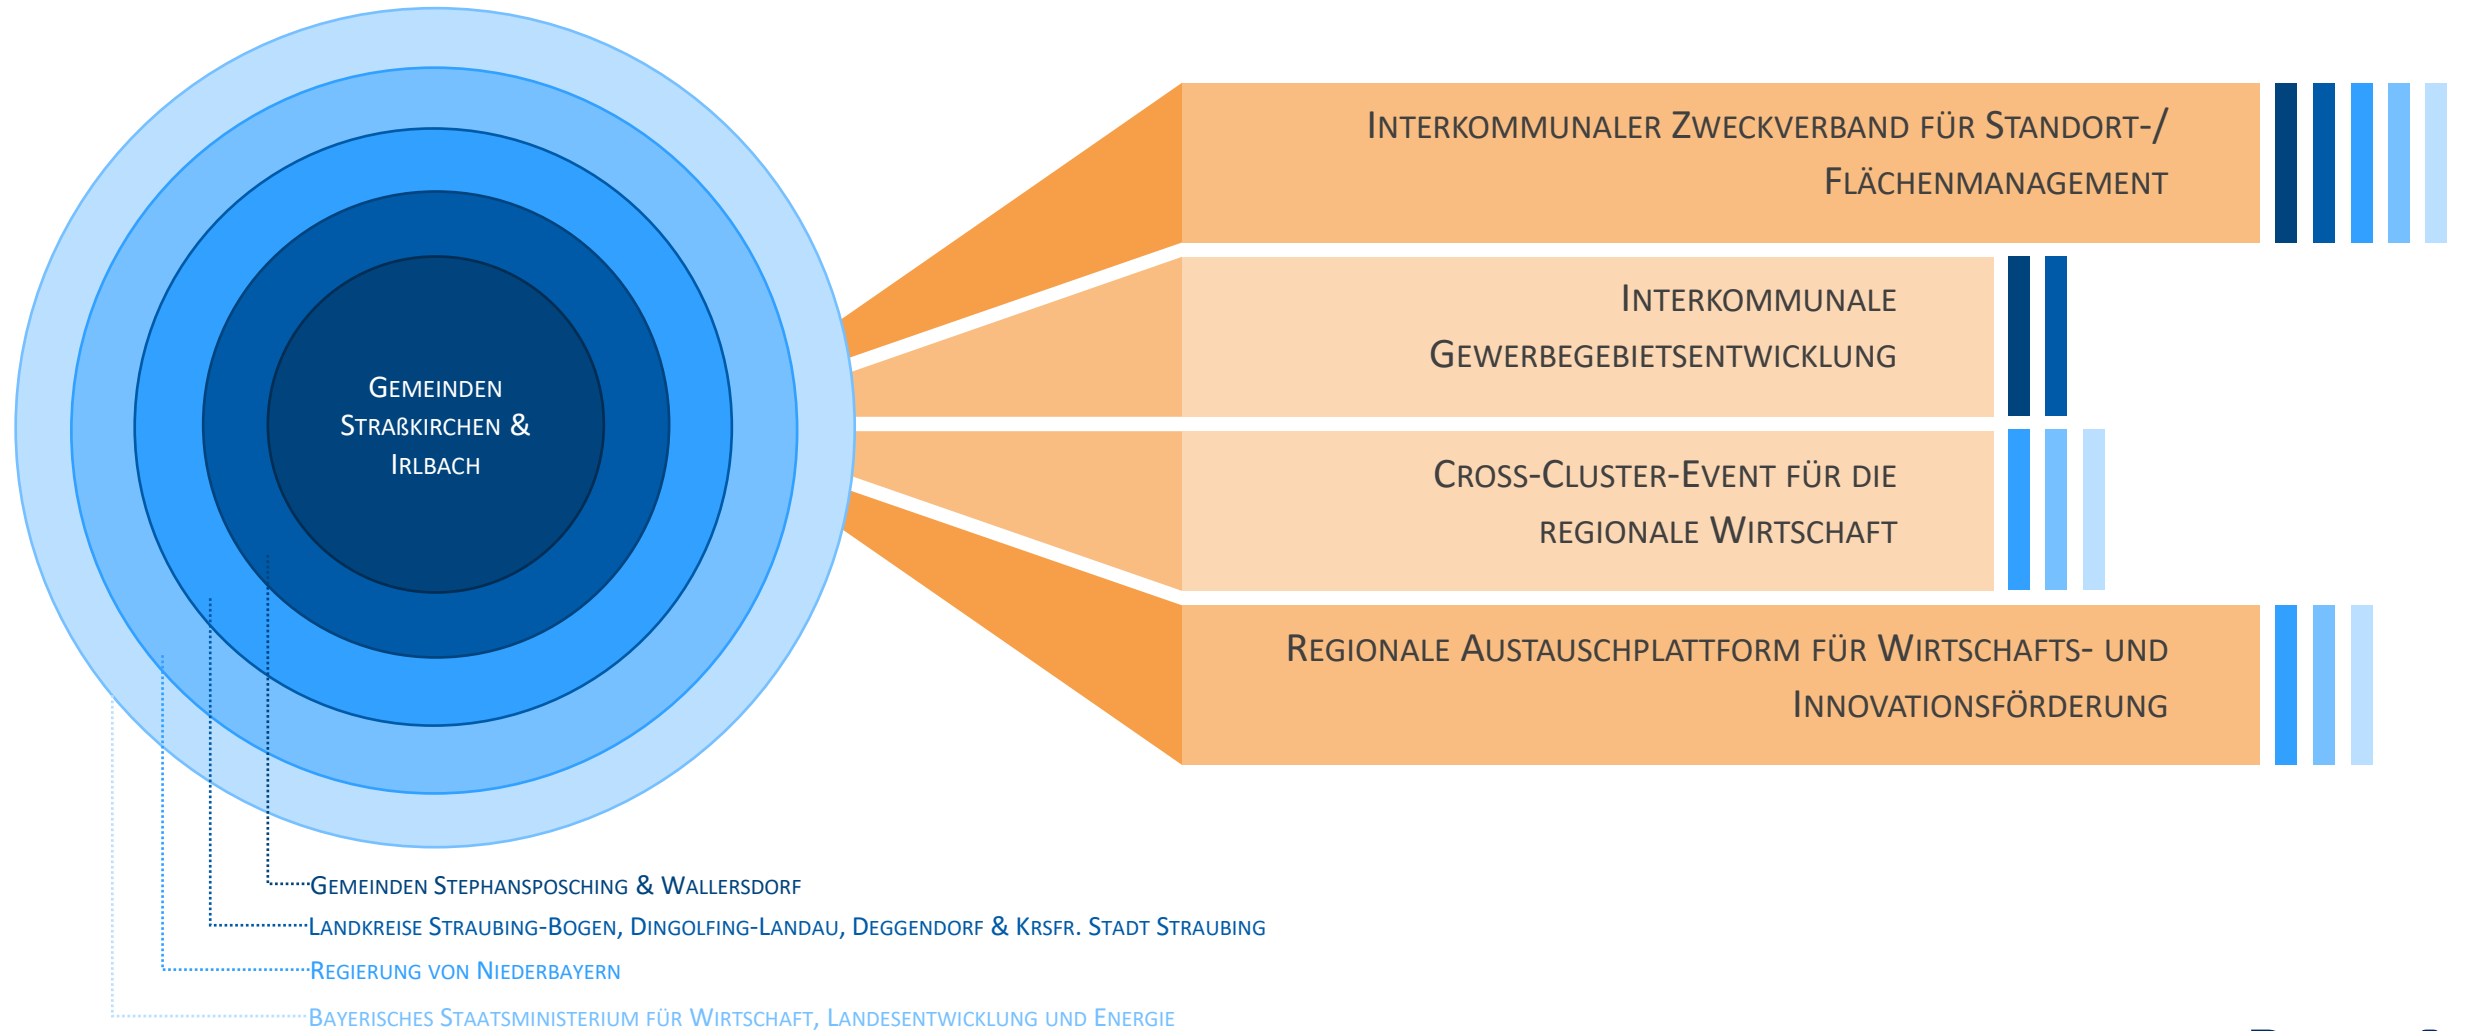 Gemeinden
Straßkirchen &
Irlbach
Interkommunaler Zweckverband für Standort-/
Flächenmanagement
Interkommunale
Gewerbegebietsentwicklung
Cross-Cluster-Event für die
regionale Wirtschaft
Regionale Austauschplattform für Wirtschafts- und
Innovationsförderung
Gemeinden Stephansposching & Wallersdorf
Landkreise Straubing-Bogen, Dingolfing-Landau, Deggendorf & Krsfr. Stadt Straubing
Regierung von Niederbayern
Bayerisches Staatsministerium für Wirtschaft, Landesentwicklung und Energie